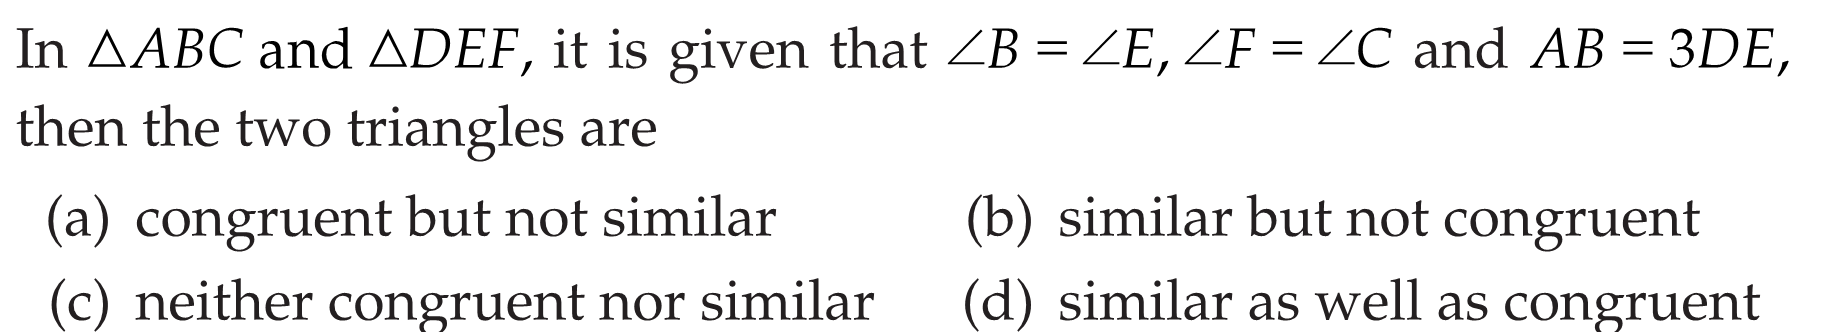 In △ABC and △DEF, it is given that ∠B = ∠E, ∠F = ∠C and AB = 3DE,
then the two triangles are
(a) congruent but not similar (b) similar but not congruent
(c) neither congruent nor similar (d) similar as well as congruent